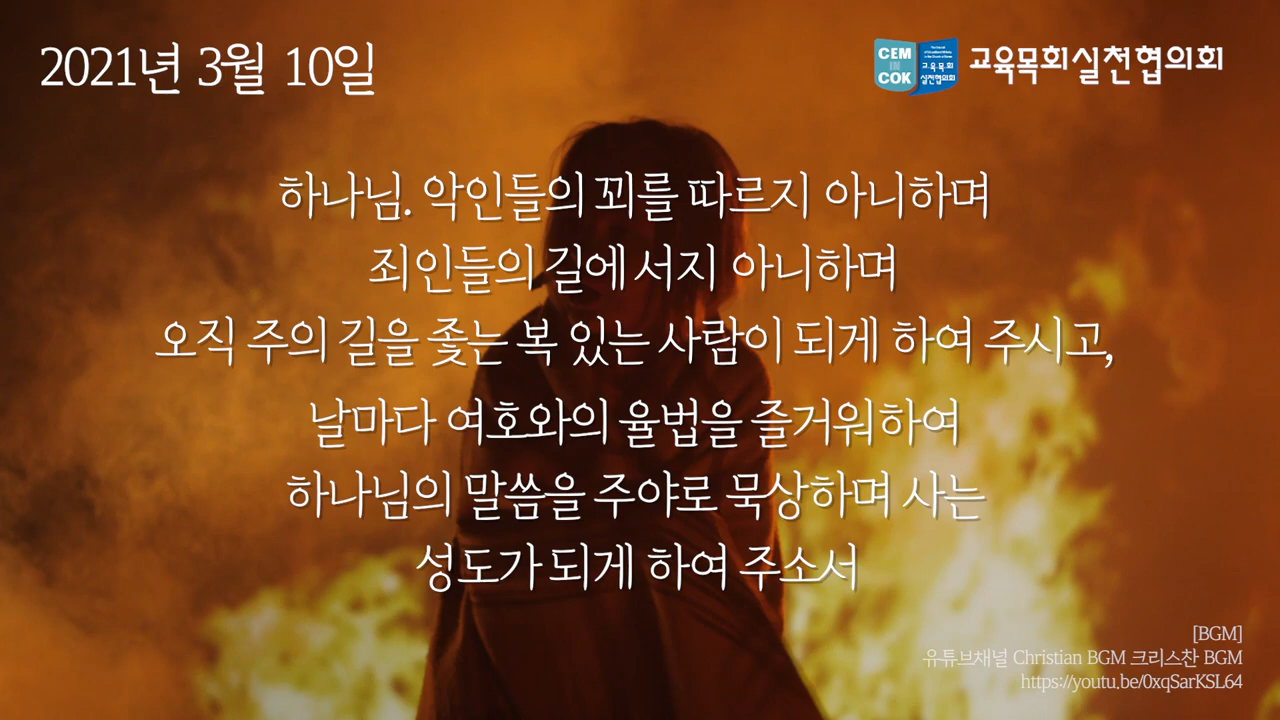 2021년 3월 10일
CEM
IN
COK
교육목회
실천협의회
교육목회실천협의회
하나님. 악인들의 꾀를 따르지 아니하며
죄인들의 길에 서지 아니하며
오직 주의 길을 좇는 복 있는 사람이 되게 하여 주시고,
날마다 여호와의 율법을 즐거워하여
하나님의 말씀을 주야로 묵상하며 사는
성도가 되게 하여 주소서
[BGM]
유튜브채널 Christian BGM 크리스찬 BGM
https://youtu.be/0xqSarKSL64